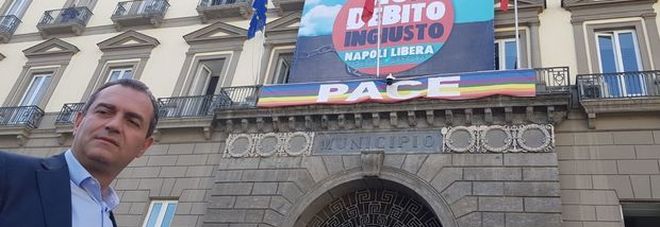 DEBITO
INGIUSTO
NAPOLI LIBERA
PACE
MUNICIPIO